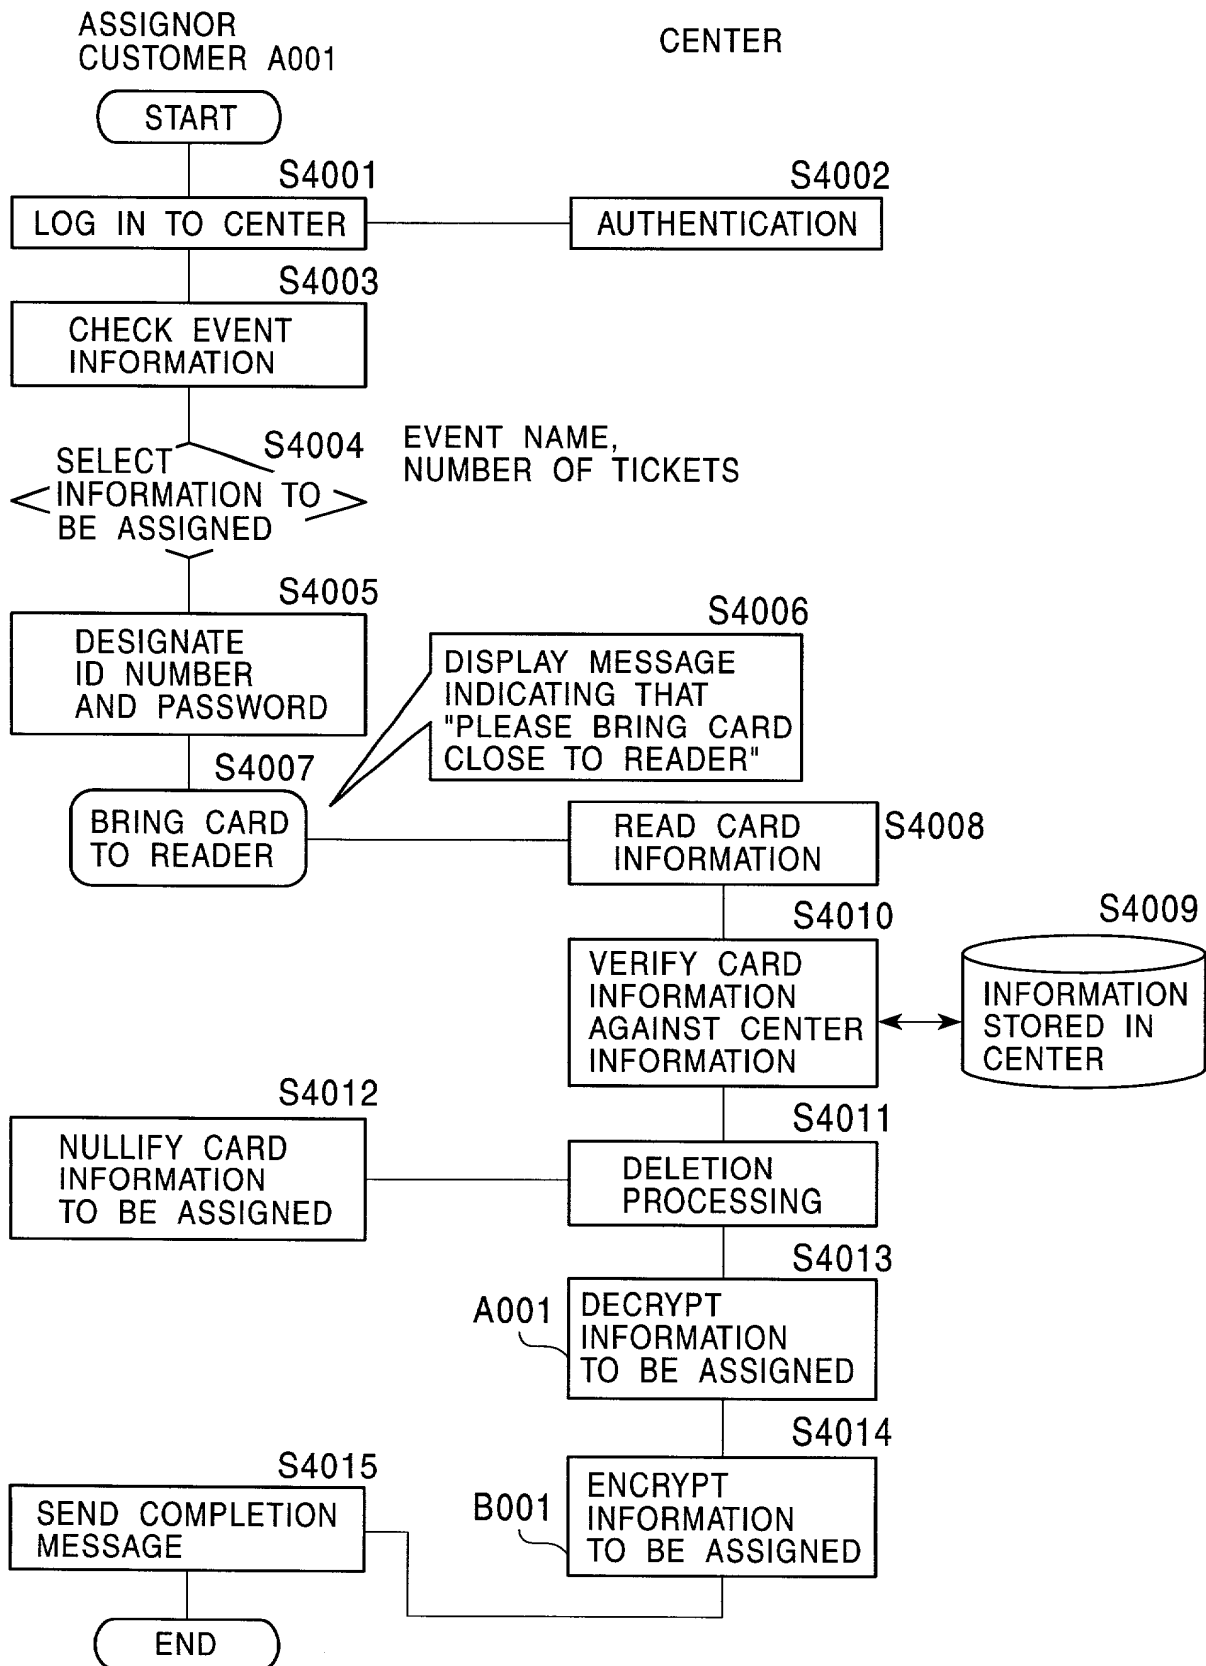 ASSIGNOR
CUSTOMER A001
CENTER
START
S4001
LOG IN TO CENTER
S4002
AUTHENTICATION
S4003
CHECK EVENT
INFORMATION
S4004
SELECT
INFORMATION TO
BE ASSIGNED
EVENT NAME,
NUMBER OF TICKETS
S4005
DESIGNATE
ID NUMBER
AND PASSWORD
S4006
DISPLAY MESSAGE
INDICATING THAT
"PLEASE BRING CARD
CLOSE TO READER"
S4007
BRING CARD
TO READER
READ CARD
INFORMATION
S4008
S4010
VERIFY CARD
INFORMATION
AGAINST CENTER
INFORMATION
S4009
INFORMATION
STORED IN
CENTER
S4012
NULLIFY CARD
INFORMATION
TO BE ASSIGNED
S4011
DELETION
PROCESSING
S4013
A001
DECRYPT
INFORMATION
TO BE ASSIGNED
S4014
B001
ENCRYPT
INFORMATION
TO BE ASSIGNED
S4015
SEND COMPLETION
MESSAGE
END